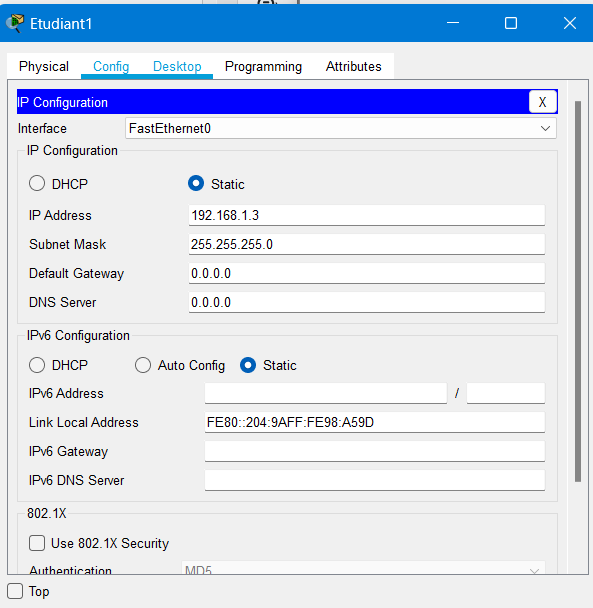 Etudiant1
Physical Config Desktop Programming Attributes
IP Configuration X
Interface FastEthernet0
IP Configuration
DHCP Static
IP Address 192.168.1.3
Subnet Mask 255.255.255.0
Default Gateway 0.0.0.0
DNS Server 0.0.0.0
IPv6 Configuration
DHCP Auto Config Static
IPv6 Address /
Link Local Address FE80::204:9AFF:FE98:A59D
IPv6 Gateway
IPv6 DNS Server
802.1X
Use 802.1X Security
Authentication MD5
Top